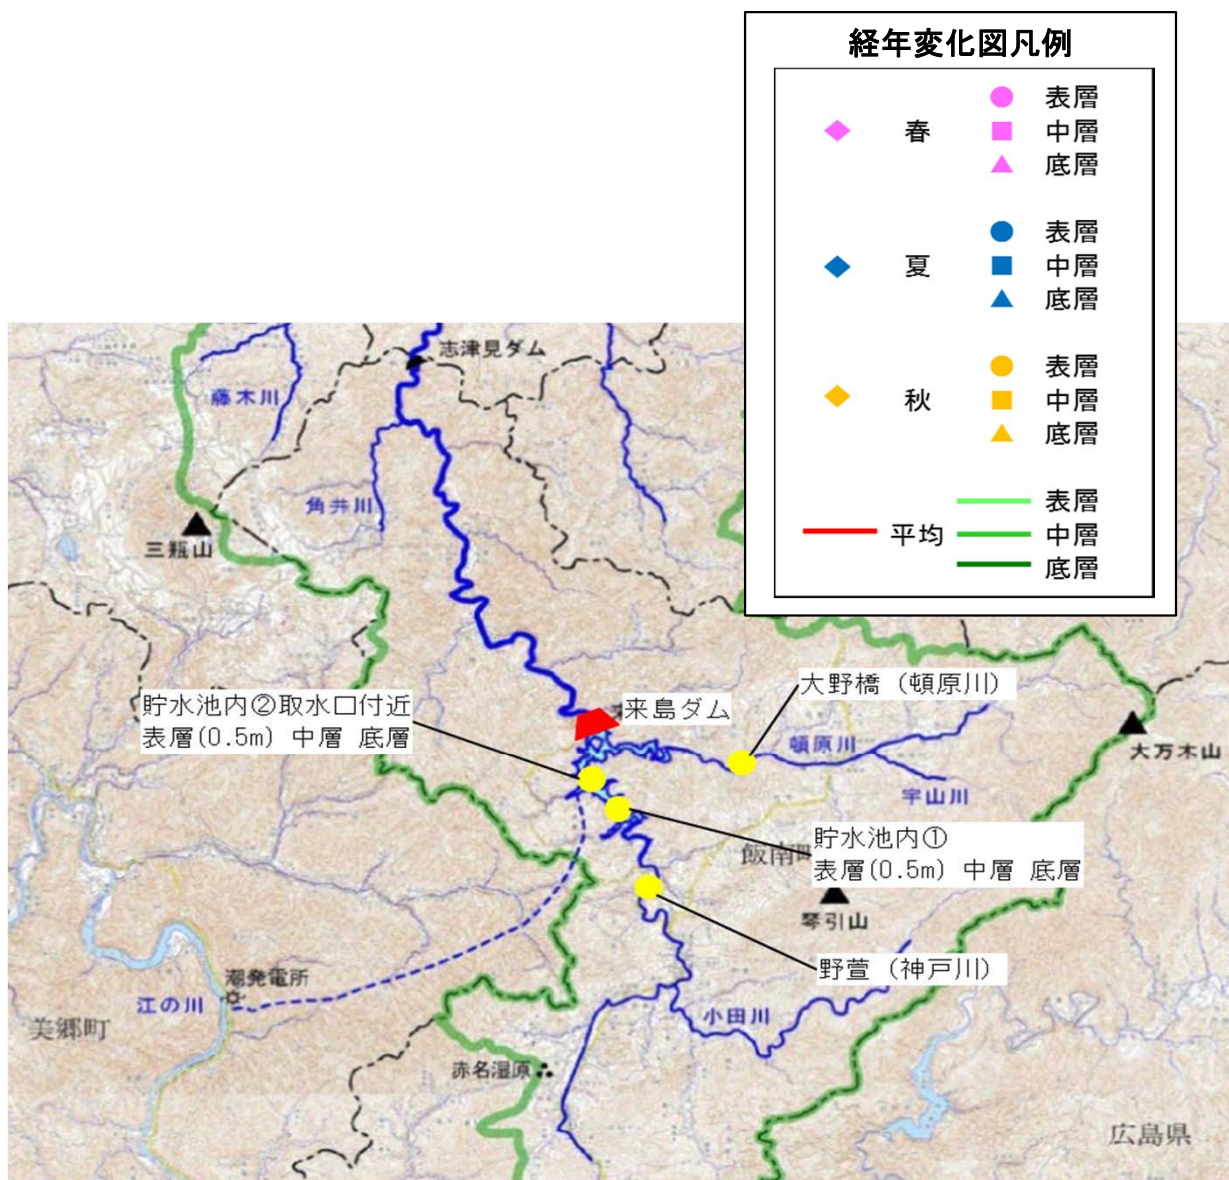 経年変化図凡例
春
表層
中層
底層
夏
表層
中層
底層
秋
表層
中層
底層
平均
表層
中層
底層
志津見ダム
藤木川
角井川
三瓶山
大野橋（頓原川）
貯水池内②取水口付近
表層(0.5m) 中層 底層
来島ダム
頓原川
大万木山
宇山川
貯水池内①
表層(0.5m) 中層 底層
飯南町
琴引山
野萱（神戸川）
潮発電所
江の川
美郷町
小田川
赤名湿原
広島県